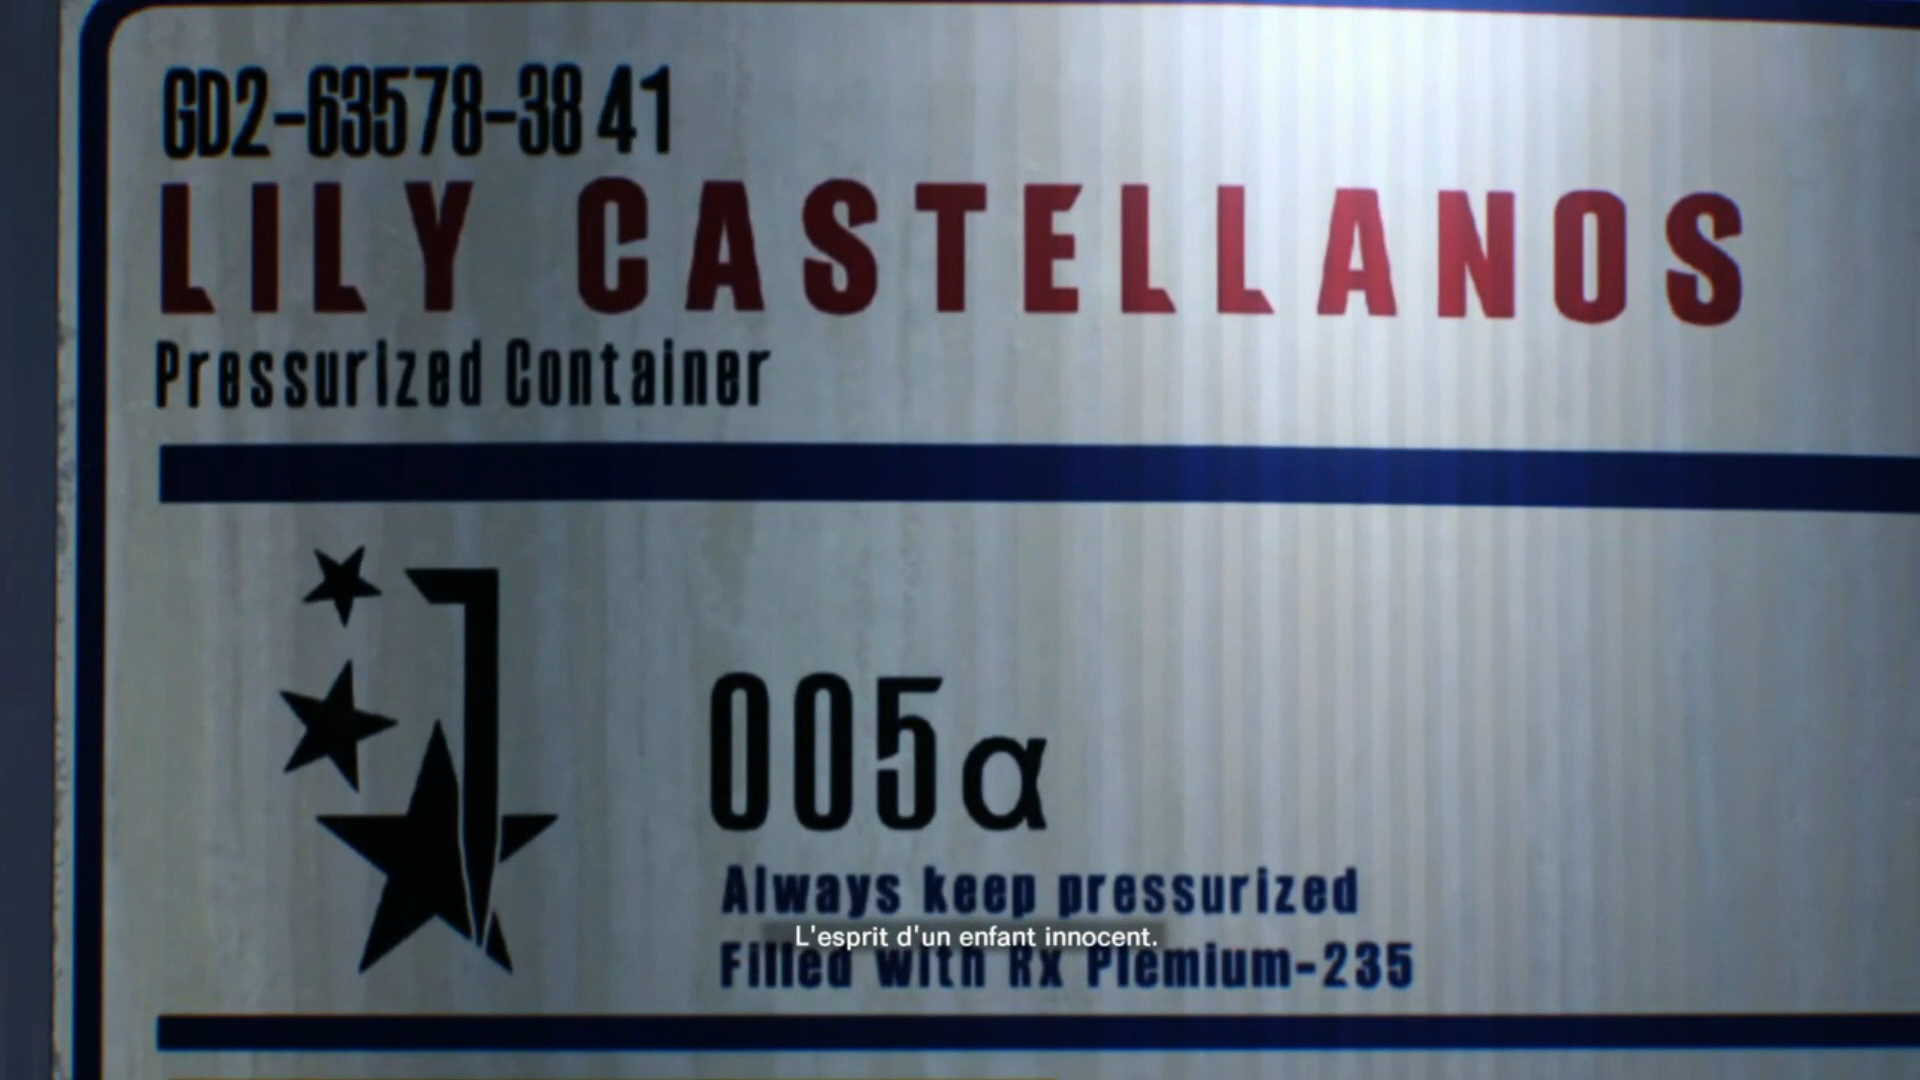 GD2-63578-38 41
LILY CASTELLANOS
Pressurized Container
005α
Always keep pressurized
L'esprit d'un enfant innocent.
Filled with Rx Plemium-235